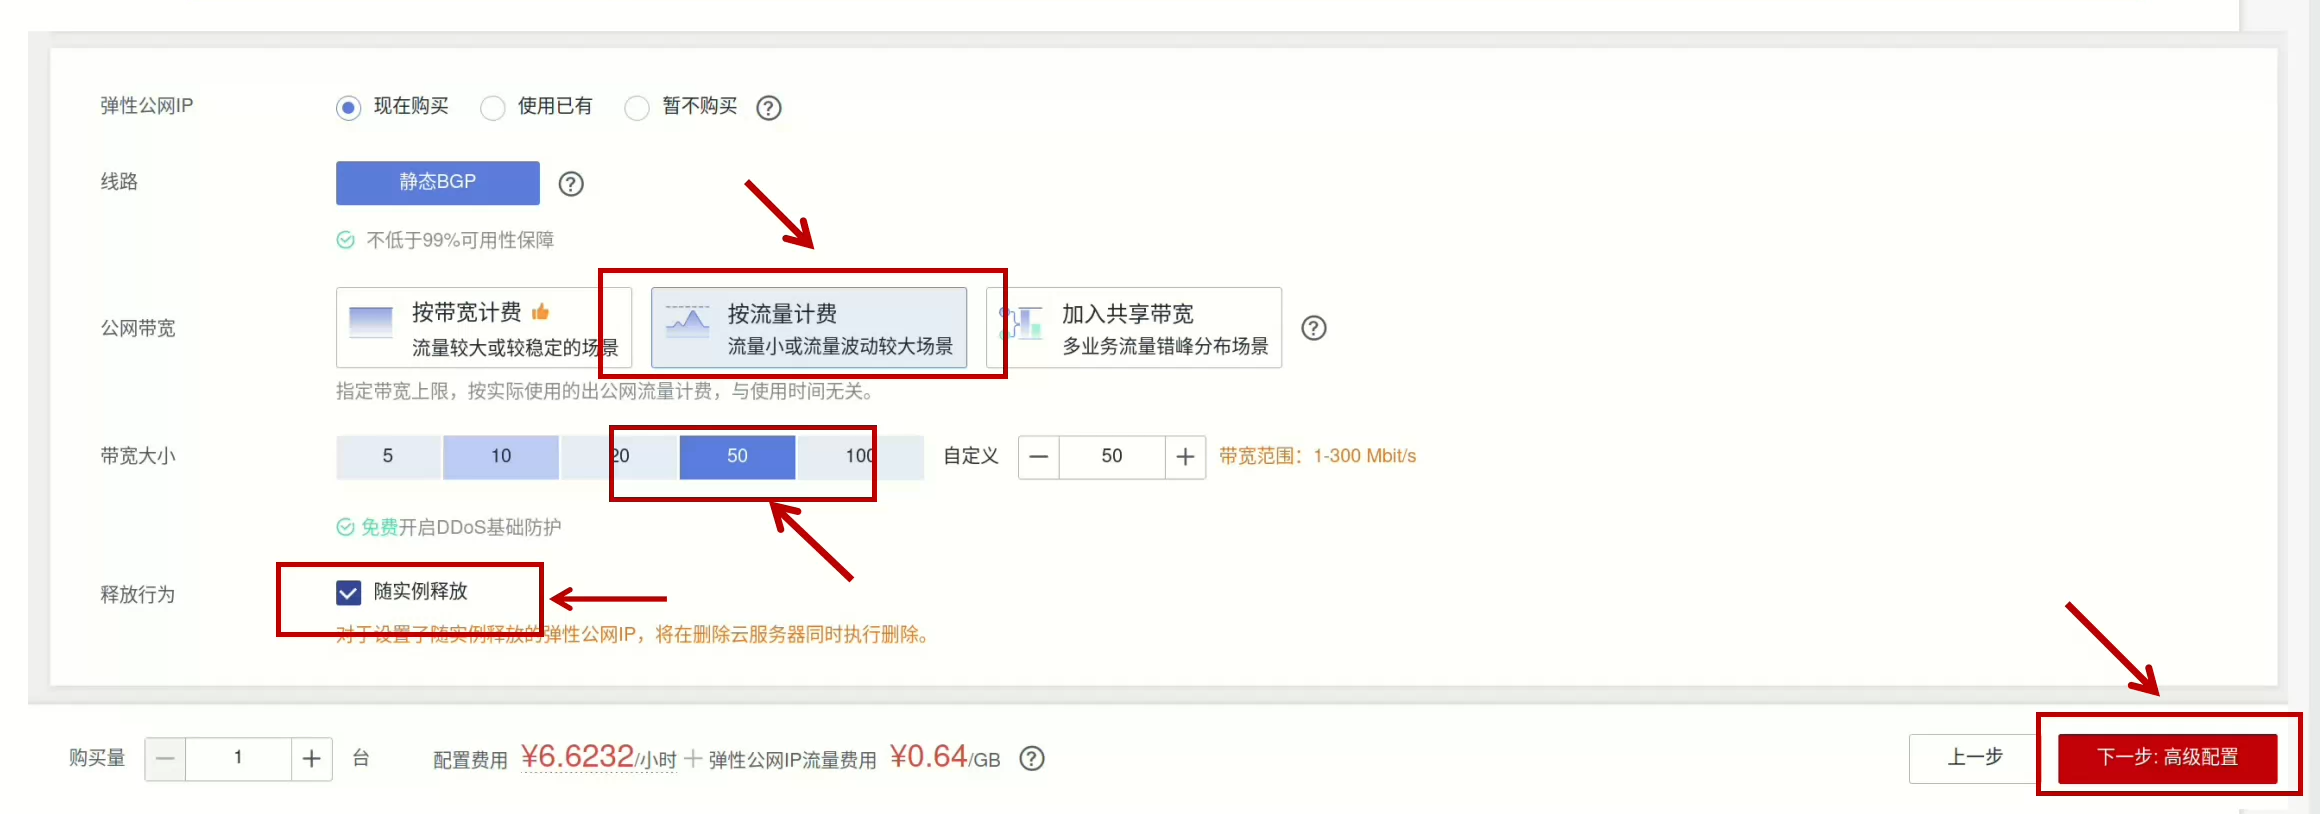 弹性公网IP 现在购买 使用已有 暂不购买 ?
线路 静态BGP ?
不低于99%可用性保障
公网带宽 按带宽计费 按流量计费 加入共享带宽 ?
流量较大或较稳定的场景 流量小或流量波动较大场景 多业务流量错峰分布场景
指定带宽上限，按实际使用的出公网流量计费，与使用时间无关。
带宽大小 5 10 20 50 100 自定义 — 50 + 带宽范围：1-300 Mbit/s
免费开启DDoS基础防护
释放行为 随实例释放
对于设置了随实例释放的弹性公网IP，将在删除云服务器同时执行删除。
购买量 — 1 + 台 配置费用 ¥6.6232/小时 + 弹性公网IP流量费用 ¥0.64/GB ? 上一步 下一步: 高级配置